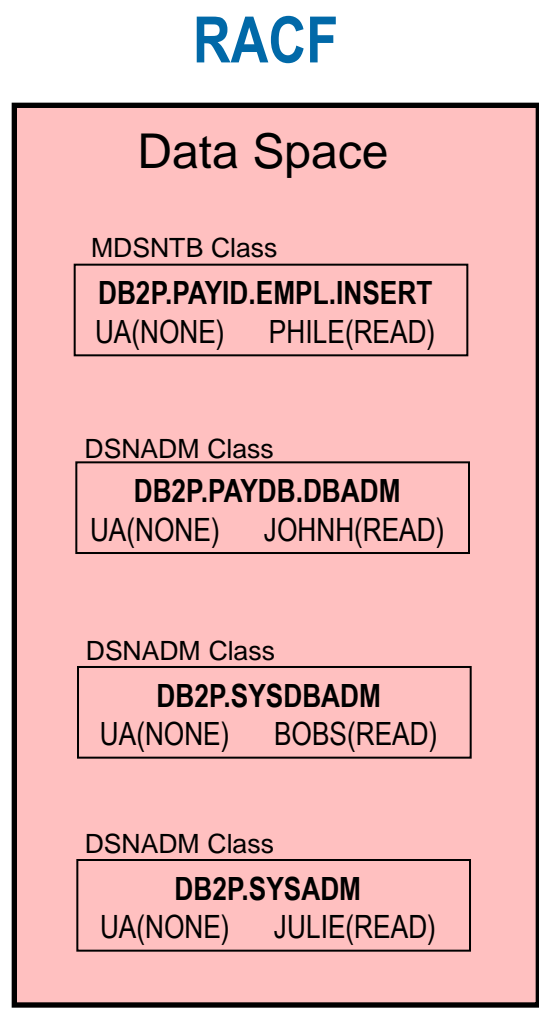 RACF
Data Space
MDSNTB Class
DB2P.PAYID.EMPL.INSERT
UA(NONE) PHILE(READ)
DSNADM Class
DB2P.PAYDB.DBADM
UA(NONE) JOHNH(READ)
DSNADM Class
DB2P.SYSDBADM
UA(NONE) BOBS(READ)
DSNADM Class
DB2P.SYSADM
UA(NONE) JULIE(READ)